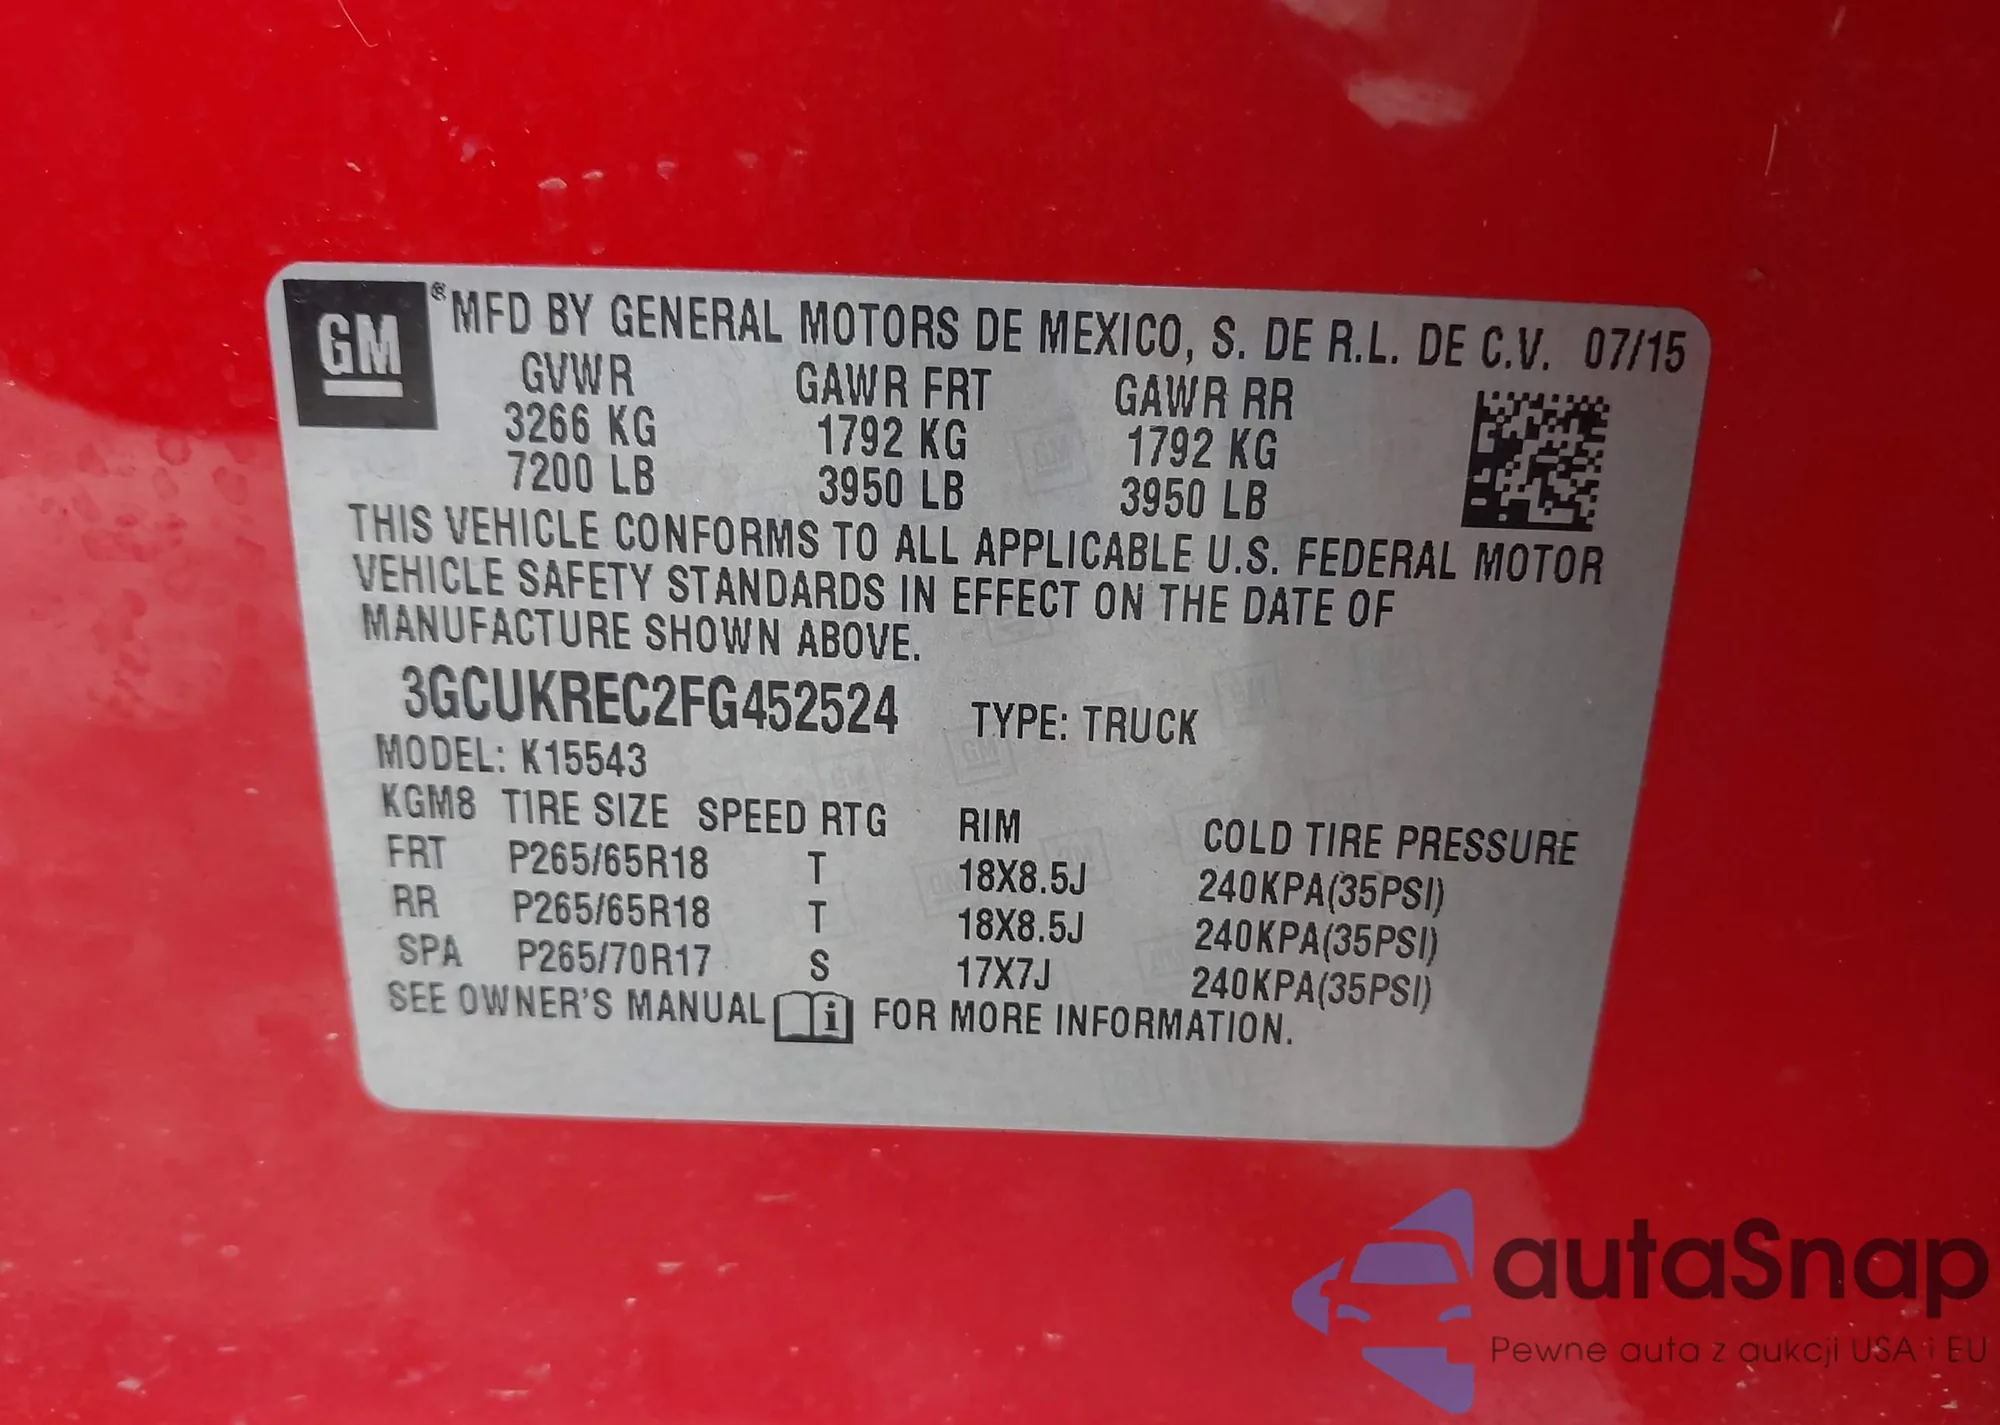 GM® MFD BY GENERAL MOTORS DE MEXICO, S. DE R.L. DE C.V. 07/15
GVWR GAWR FRT GAWR RR
3266 KG 1792 KG 1792 KG
7200 LB 3950 LB 3950 LB
THIS VEHICLE CONFORMS TO ALL APPLICABLE U.S. FEDERAL MOTOR
VEHICLE SAFETY STANDARDS IN EFFECT ON THE DATE OF
MANUFACTURE SHOWN ABOVE.
3GCUKREC2FG452524 TYPE: TRUCK
MODEL: K15543
KGM8 TIRE SIZE SPEED RTG RIM COLD TIRE PRESSURE
FRT P265/65R18 T 18X8.5J 240KPA(35PSI)
RR P265/65R18 T 18X8.5J 240KPA(35PSI)
SPA P265/70R17 S 17X7J 240KPA(35PSI)
SEE OWNER'S MANUAL i FOR MORE INFORMATION.
autaSnap
Pewne auta z aukcji USA i EU